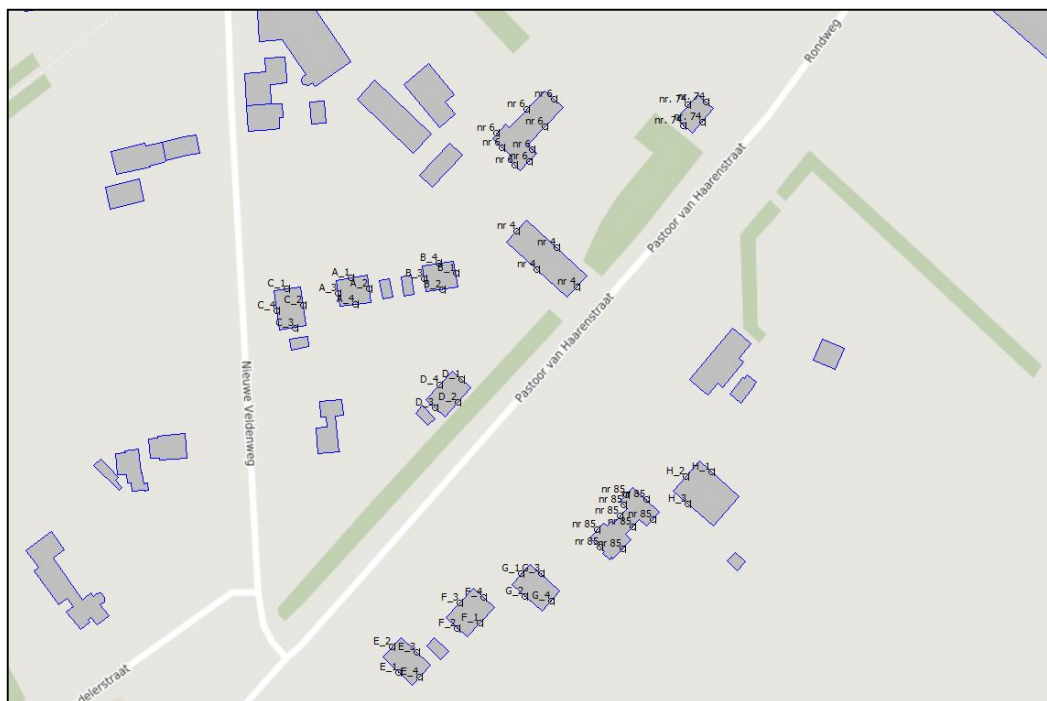 Rondweg
nr. 74
nr. 74
nr. 74
nr. 74
nr 6
nr 6
nr 6
nr 6
nr 6
nr 6
nr 6
nr 6
Pastoor van Haarenstraat
nr 4
nr 4
nr 4
nr 4
B_4
B_3
B_1
B_2
A_1
A_3
A_2
A_4
C_1
C_4
C_2
C_3
Pastoor van Haarenstraat
Nieuwe Veldenweg
D_1
D_4
D_3
D_2
H_1
H_2
H_3
nr 85
nr 85
nr 85
nr 85
nr 85
nr 85
nr 85
nr 85
nr 85
G_1
G_3
G_2
G_4
F_4
F_3
F_1
F_2
E_2
E_3
E_1
E_4
delerstraat